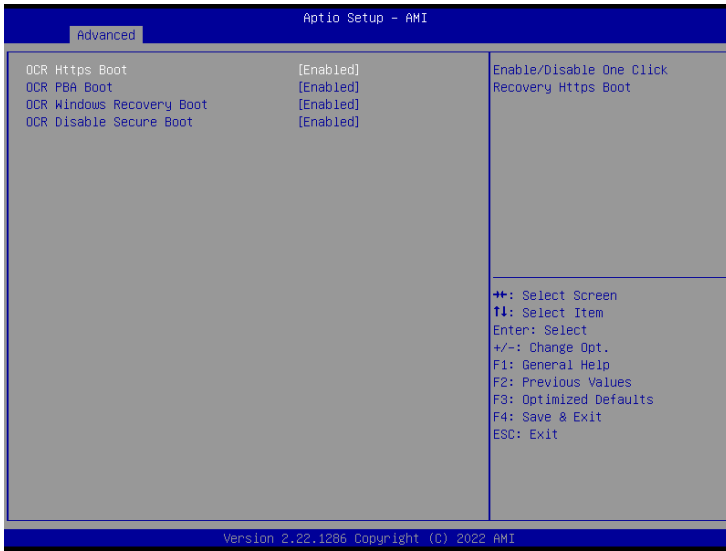 Aptio Setup - AMI
Advanced
OCR Https Boot [Enabled]
OCR PBA Boot [Enabled]
OCR Windows Recovery Boot [Enabled]
OCR Disable Secure Boot [Enabled]
Enable/Disable One Click
Recovery Https Boot
→←: Select Screen
↑↓: Select Item
Enter: Select
+/-: Change Opt.
F1: General Help
F2: Previous Values
F3: Optimized Defaults
F4: Save & Exit
ESC: Exit
Version 2.22.1286 Copyright (C) 2022 AMI